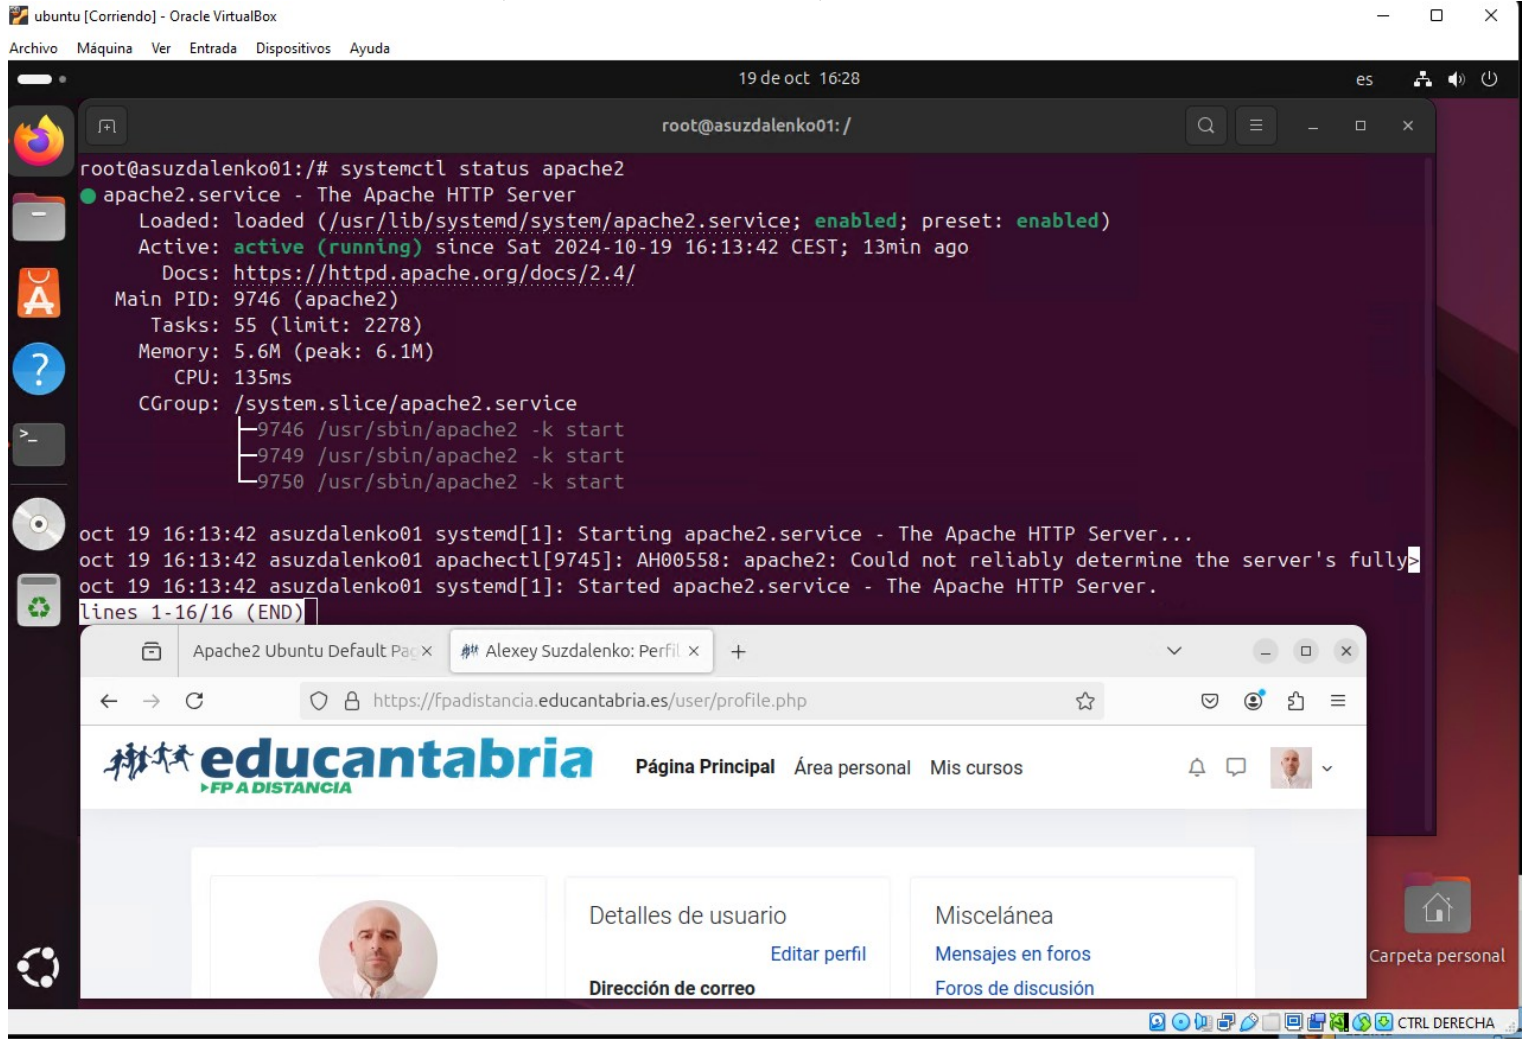 ubuntu [Corriendo] - Oracle VirtualBox
Archivo Máquina Ver Entrada Dispositivos Ayuda
19 de oct 16:28
es
root@asuzdalenko01: /
root@asuzdalenko01:/# systemctl status apache2
● apache2.service - The Apache HTTP Server
Loaded: loaded (/usr/lib/systemd/system/apache2.service; enabled; preset: enabled)
Active: active (running) since Sat 2024-10-19 16:13:42 CEST; 13min ago
Docs: https://httpd.apache.org/docs/2.4/
Main PID: 9746 (apache2)
Tasks: 55 (limit: 2278)
Memory: 5.6M (peak: 6.1M)
CPU: 135ms
CGroup: /system.slice/apache2.service
├─9746 /usr/sbin/apache2 -k start
├─9749 /usr/sbin/apache2 -k start
└─9750 /usr/sbin/apache2 -k start
oct 19 16:13:42 asuzdalenko01 systemd[1]: Starting apache2.service - The Apache HTTP Server...
oct 19 16:13:42 asuzdalenko01 apachectl[9745]: AH00558: apache2: Could not reliably determine the server's fully>
oct 19 16:13:42 asuzdalenko01 systemd[1]: Started apache2.service - The Apache HTTP Server.
lines 1-16/16 (END)
Apache2 Ubuntu Default Pag
Alexey Suzdalenko: Perfil
https://fpadistancia.educantabria.es/user/profile.php
educantabria
FP A DISTANCIA
Página Principal Área personal Mis cursos
Detalles de usuario
Editar perfil
Dirección de correo
Miscelánea
Mensajes en foros
Foros de discusión
Carpeta personal
CTRL DERECHA